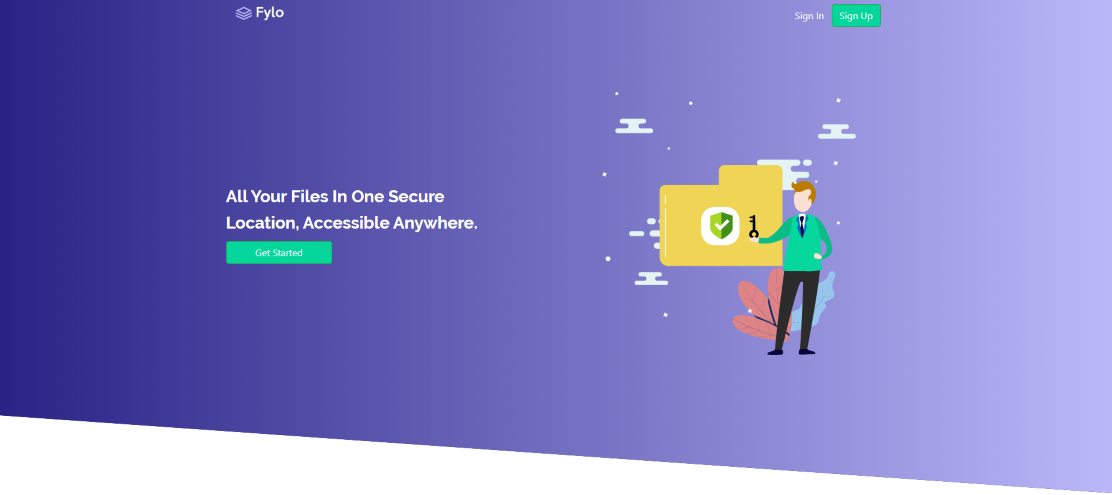 Fylo
Sign In
Sign Up
All Your Files In One Secure
Location, Accessible Anywhere.
Get Started